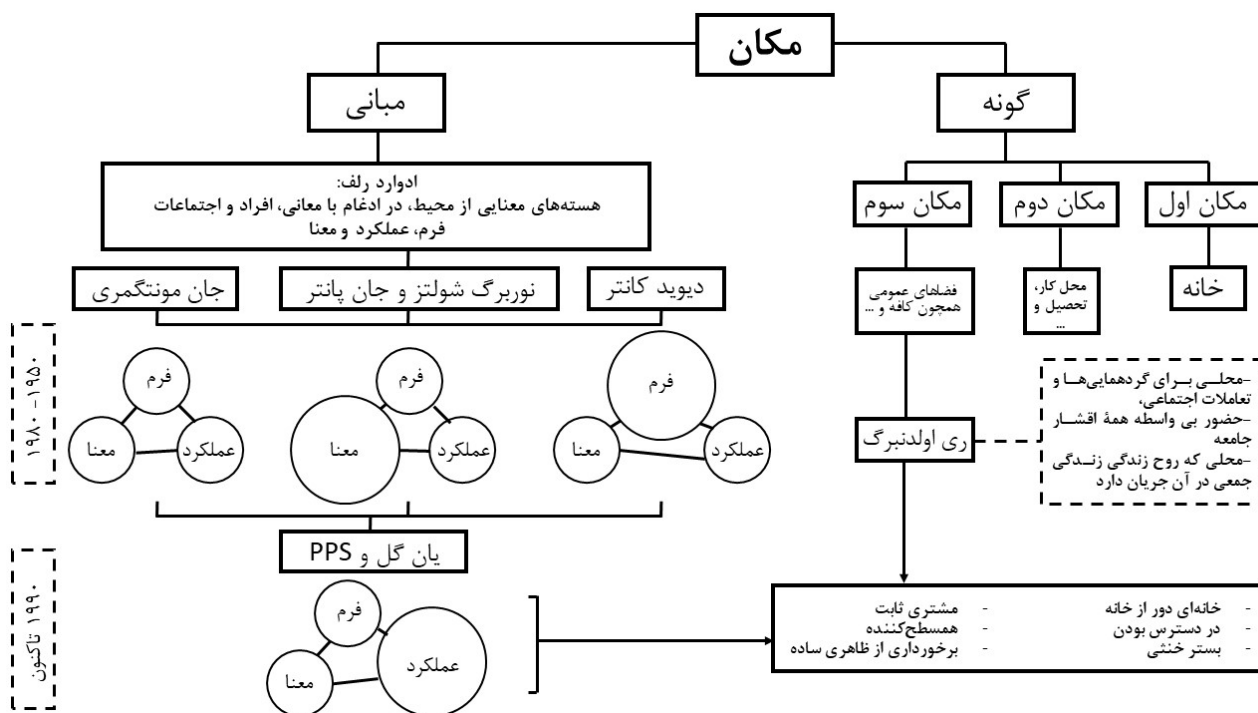 مکان
گونه
مکان اول
مکان دوم
مکان سوم
خانه
محل کار،
تحصیل و
...
فضاهای عمومی
همچون کافه و ...
ری اولدنبرگ
-محلی برای گردهمایی‌ها و
تعاملات اجتماعی،
-حضور بی واسطه همهٔ اقشار
جامعه
-محلی که روح زندگی زندگی
جمعی در آن جریان دارد
مبانی
ادوارد رلف:
هسته‌های معنایی از محیط، در ادغام با معانی، افراد و اجتماعات
فرم، عملکرد و معنا
دیوید کانتر
نوربرگ شولتز و جان پانتر
جان مونتگمری
۱۹۵۰-۱۹۸۰
فرم
عملکرد
معنا
فرم
عملکرد
معنا
فرم
عملکرد
معنا
یان گل و PPS
۱۹۹۰ تاکنون
فرم
عملکرد
معنا
- خانه‌ای دور از خانه
- در دسترس بودن
- بستر خنثی
- مشتری ثابت
- همسطح‌کننده
- برخورداری از ظاهری ساده